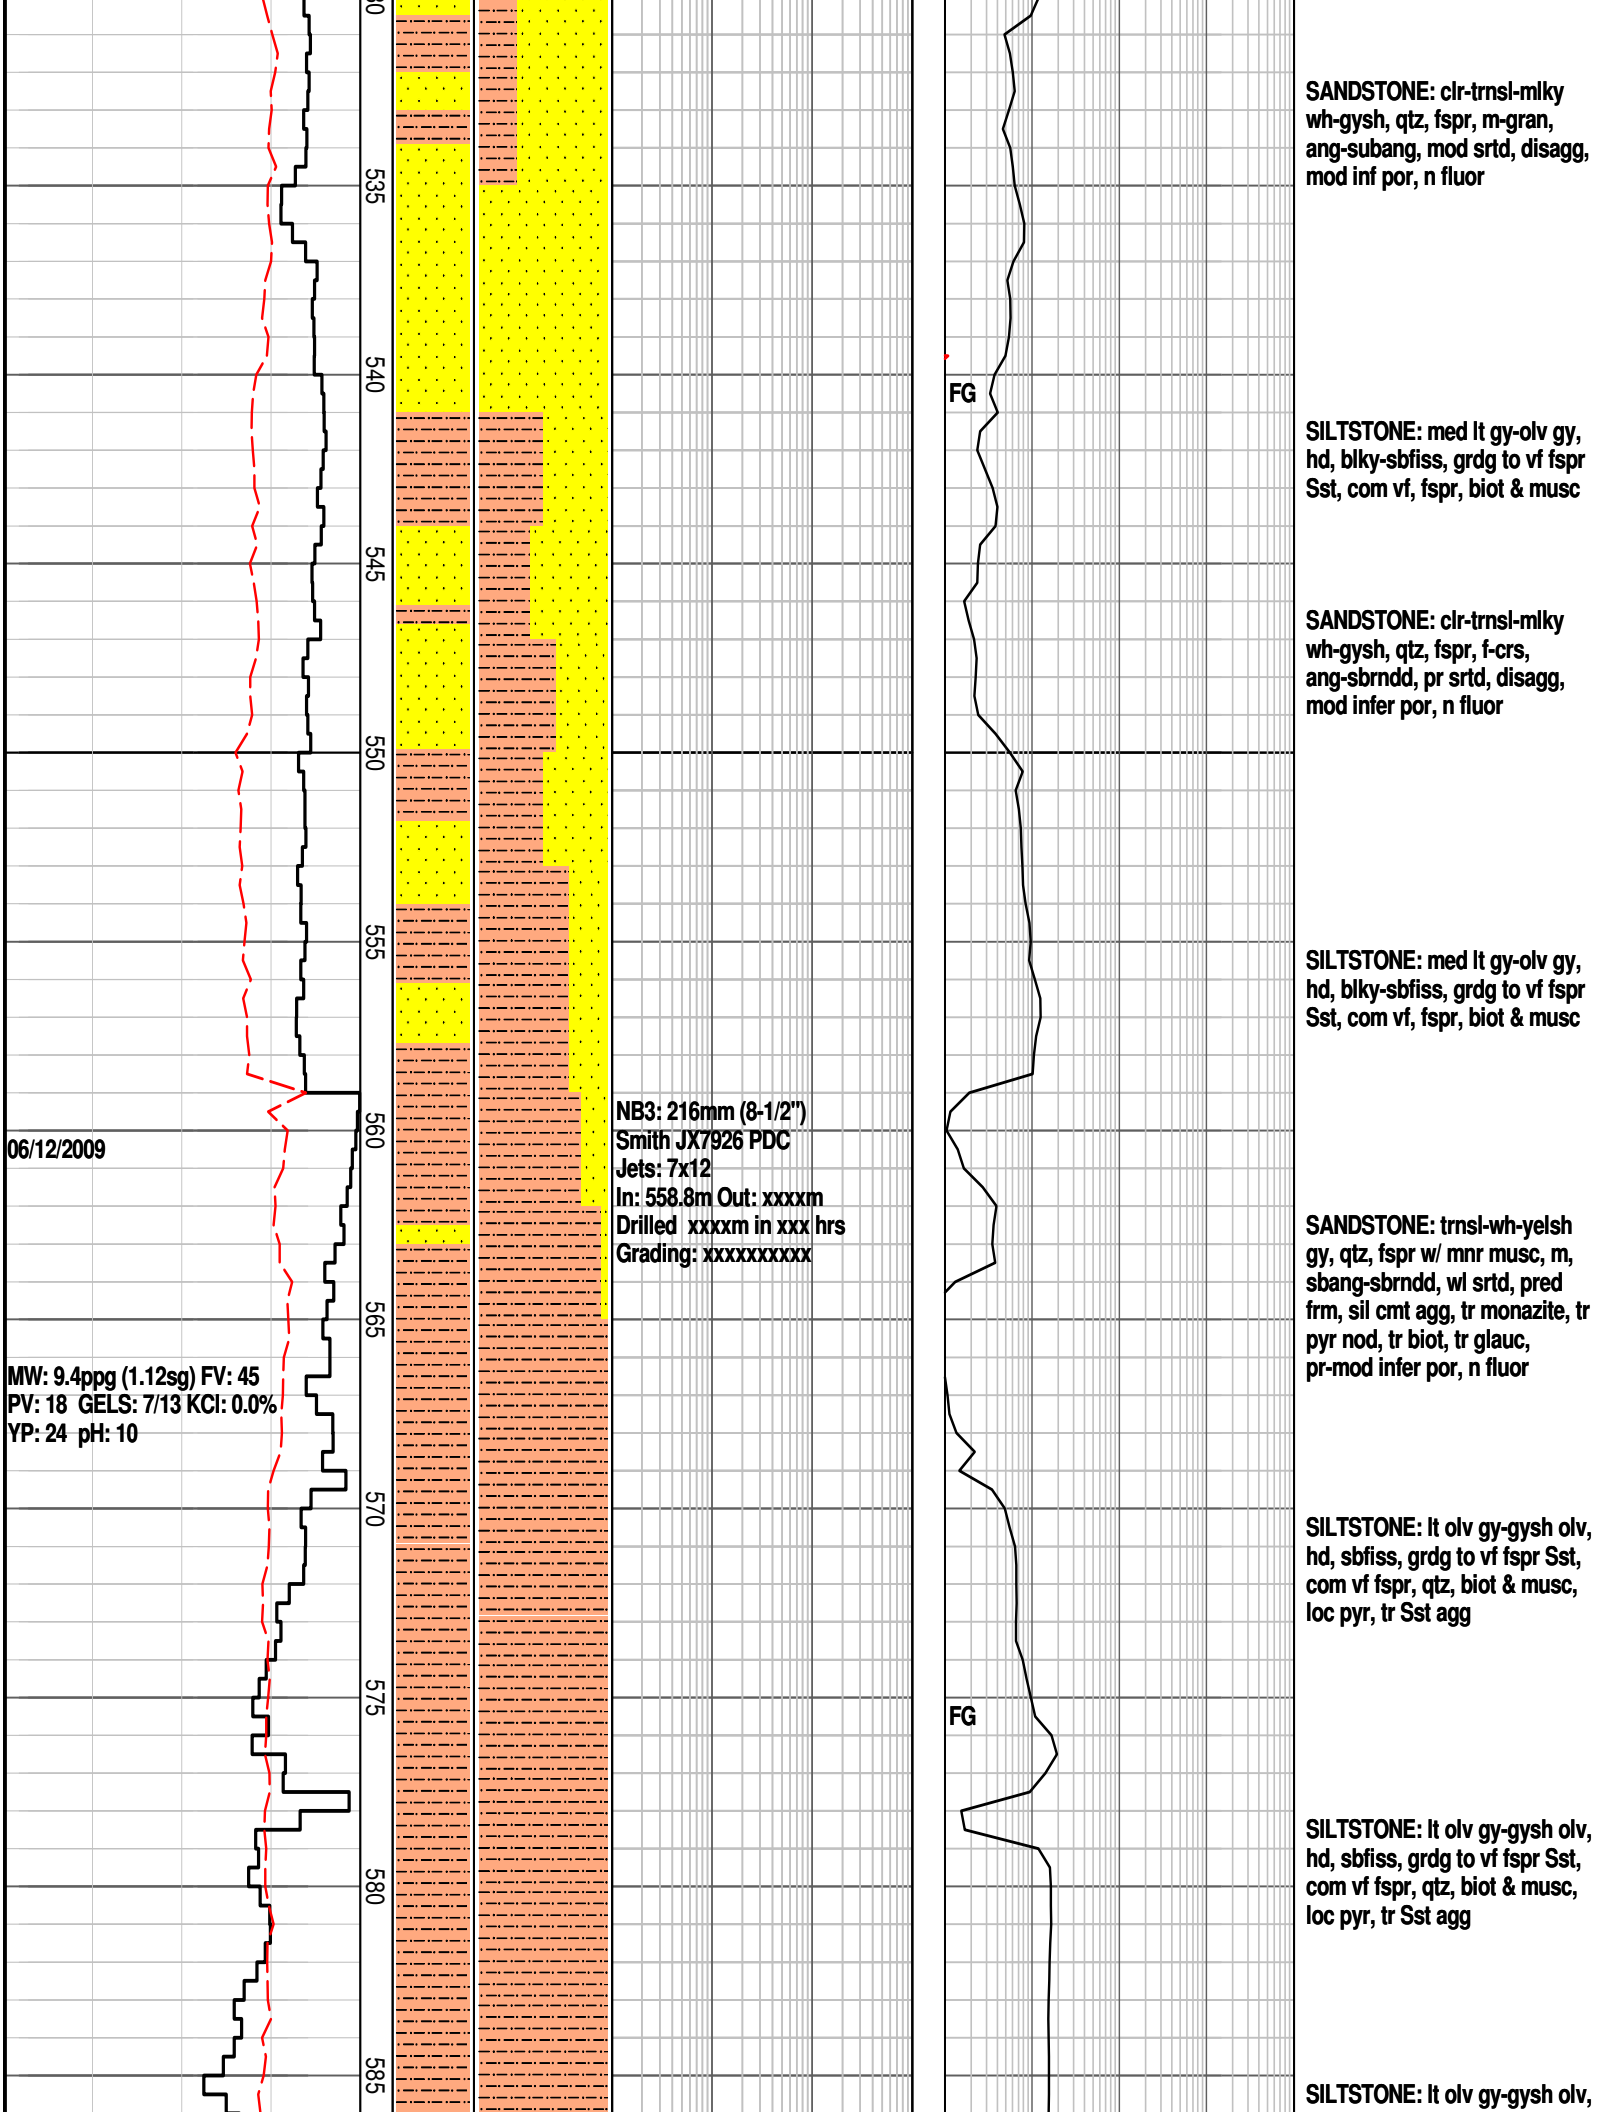 SANDSTONE: clr-trnsl-mlky
wh-gysh, qtz, fspr, m-gran,
ang-subang, mod srtd, disagg,
mod inf por, n fluor
535
540
FG
SILTSTONE: med lt gy-olv gy,
hd, blky-sbfiss, grdg to vf fspr
Sst, com vf, fspr, biot & musc
545
SANDSTONE: clr-trnsl-mlky
wh-gysh, qtz, fspr, f-crs,
ang-sbrndd, pr srtd, disagg,
mod infer por, n fluor
550
555
SILTSTONE: med lt gy-olv gy,
hd, blky-sbfiss, grdg to vf fspr
Sst, com vf, fspr, biot & musc
560
06/12/2009
NB3: 216mm (8-1/2")
Smith JX7926 PDC
Jets: 7x12
In: 558.8m Out: xxxxm
Drilled xxxxm in xxx hrs
Grading: xxxxxxxxxx
SANDSTONE: trnsl-wh-yelsh
gy, qtz, fspr w/ mnr musc, m,
sbang-sbrndd, wl srtd, pred
frm, sil cmt agg, tr monazite, tr
pyr nod, tr biot, tr glauc,
pr-mod infer por, n fluor
565
MW: 9.4ppg (1.12sg) FV: 45
PV: 18 GELS: 7/13 KCl: 0.0%
YP: 24 pH: 10
570
SILTSTONE: lt olv gy-gysh olv,
hd, sbfiss, grdg to vf fspr Sst,
com vf fspr, qtz, biot & musc,
loc pyr, tr Sst agg
575
FG
SILTSTONE: lt olv gy-gysh olv,
hd, sbfiss, grdg to vf fspr Sst,
com vf fspr, qtz, biot & musc,
loc pyr, tr Sst agg
580
585
SILTSTONE: lt olv gy-gysh olv,